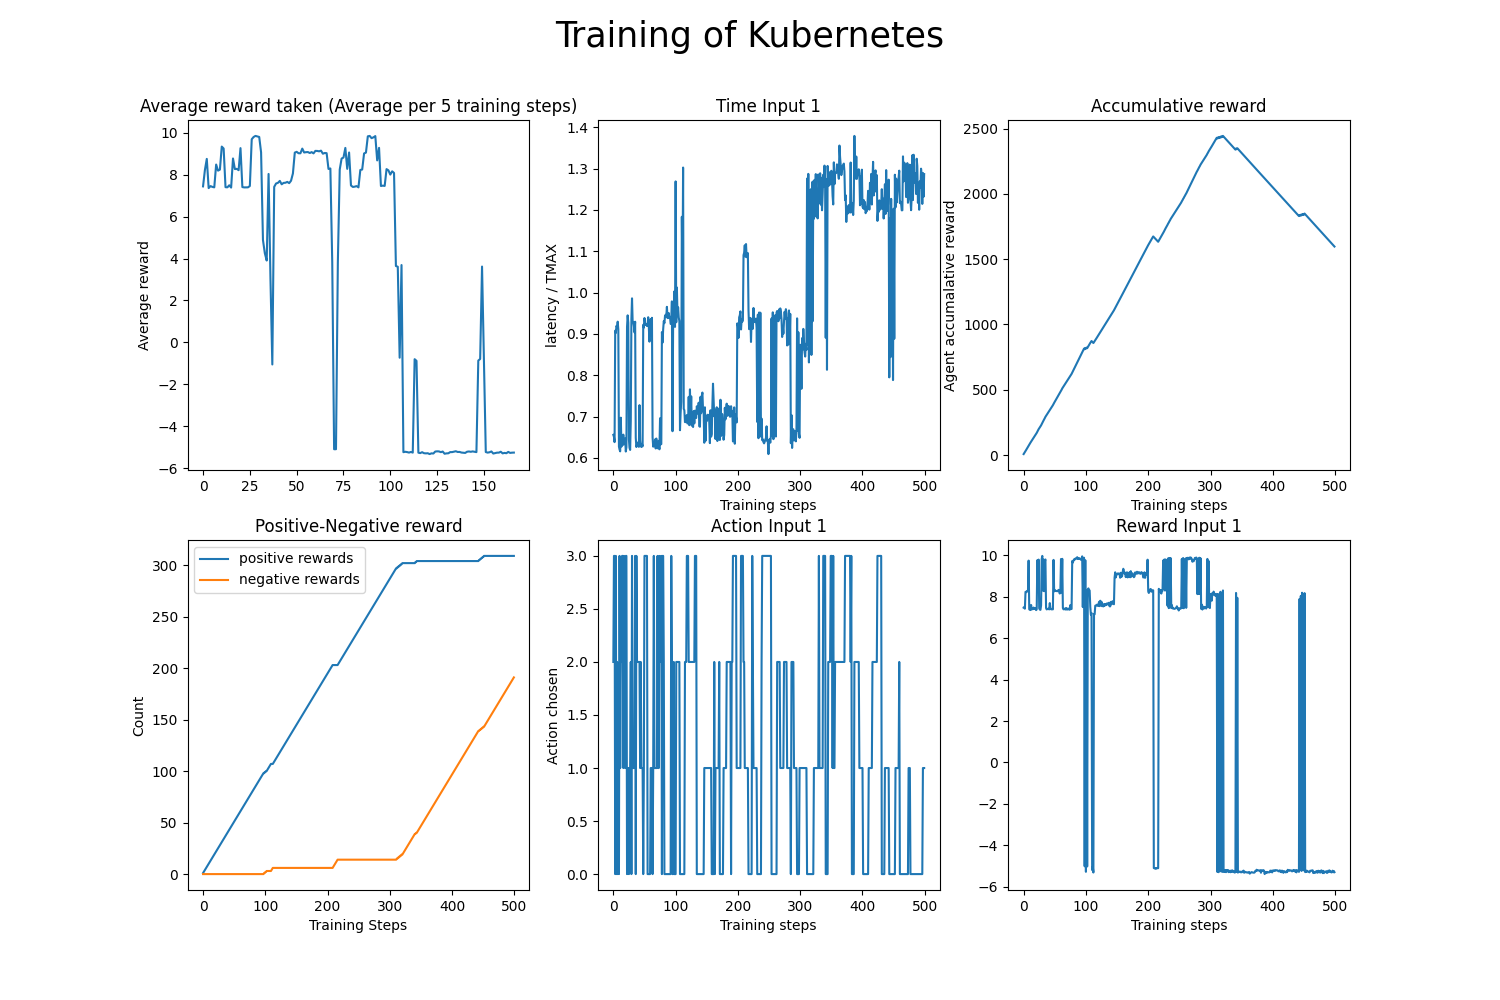 Training of Kubernetes
Average reward taken (Average per 5 training steps)
Average reward
10
8
6
4
2
0
−2
−4
−6
0 25 50 75 100 125 150
Time Input 1
latency / TMAX
1.4
1.3
1.2
1.1
1.0
0.9
0.8
0.7
0.6
0 100 200 300 400 500
Training steps
Accumulative reward
Agent accumalative reward
2500
2000
1500
1000
500
0
0 100 200 300 400 500
Training steps
Positive-Negative reward
positive rewards
negative rewards
Count
300
250
200
150
100
50
0
0 100 200 300 400 500
Training Steps
Action Input 1
Action chosen
3.0
2.5
2.0
1.5
1.0
0.5
0.0
0 100 200 300 400 500
Training steps
Reward Input 1
10
8
6
4
2
0
−2
−4
−6
0 100 200 300 400 500
Training steps